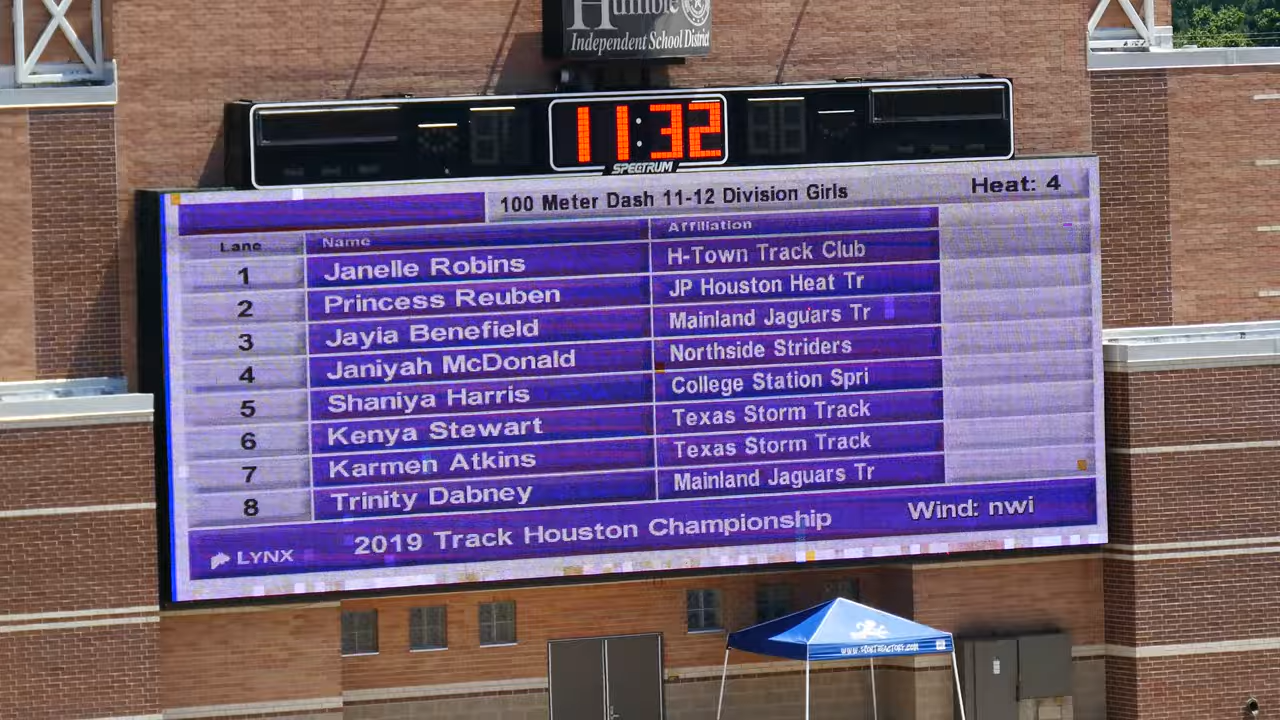 Humble
Independent School District
11:32
SPECTRUM
100 Meter Dash 11-12 Division Girls Heat: 4
Lane Name Affiliation
1 Janelle Robins H-Town Track Club
2 Princess Reuben JP Houston Heat Tr
3 Jayia Benefield Mainland Jaguars Tr
4 Janiyah McDonald Northside Striders
5 Shaniya Harris College Station Spri
6 Kenya Stewart Texas Storm Track
7 Karmen Atkins Texas Storm Track
8 Trinity Dabney Mainland Jaguars Tr
LYNX 2019 Track Houston Championship Wind: nwi